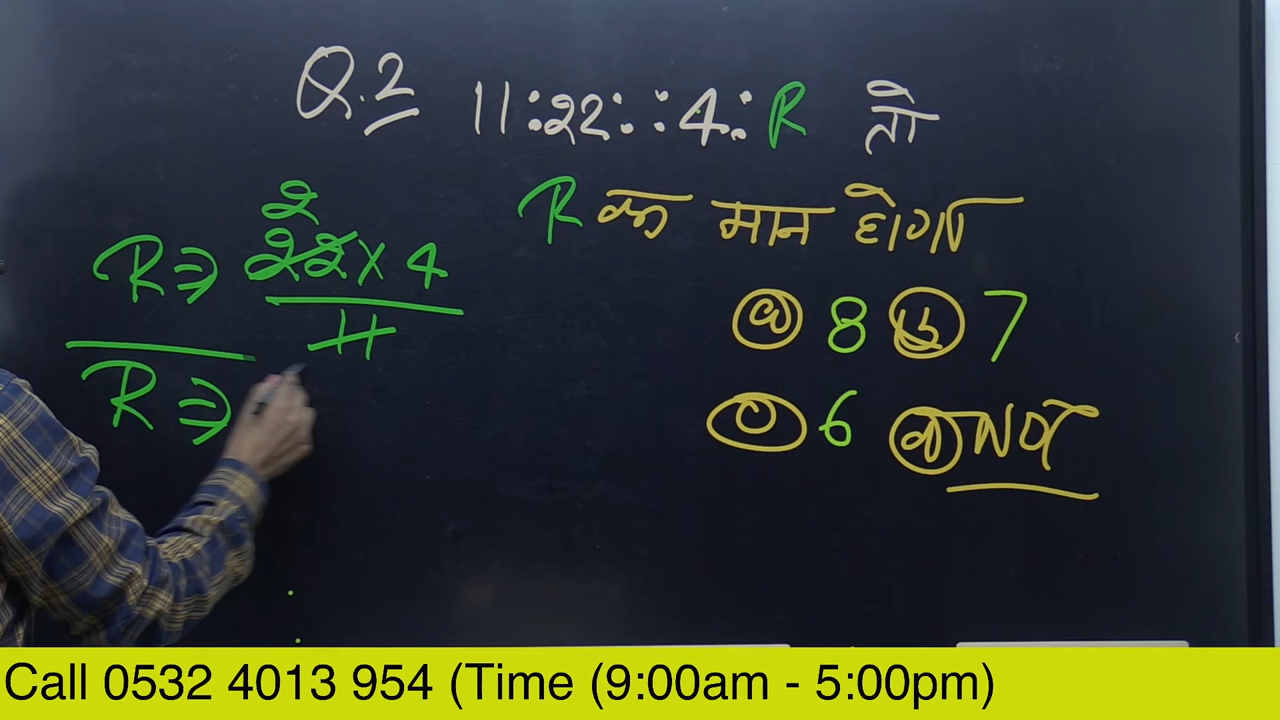 Q.2 11:22::4:R तो
R का मान होगा
R ⇒ 22 x 4
2
11
R ⇒
a 8 b 7
c 6 d NOT
Call 0532 4013 954 (Time (9:00am - 5:00pm)